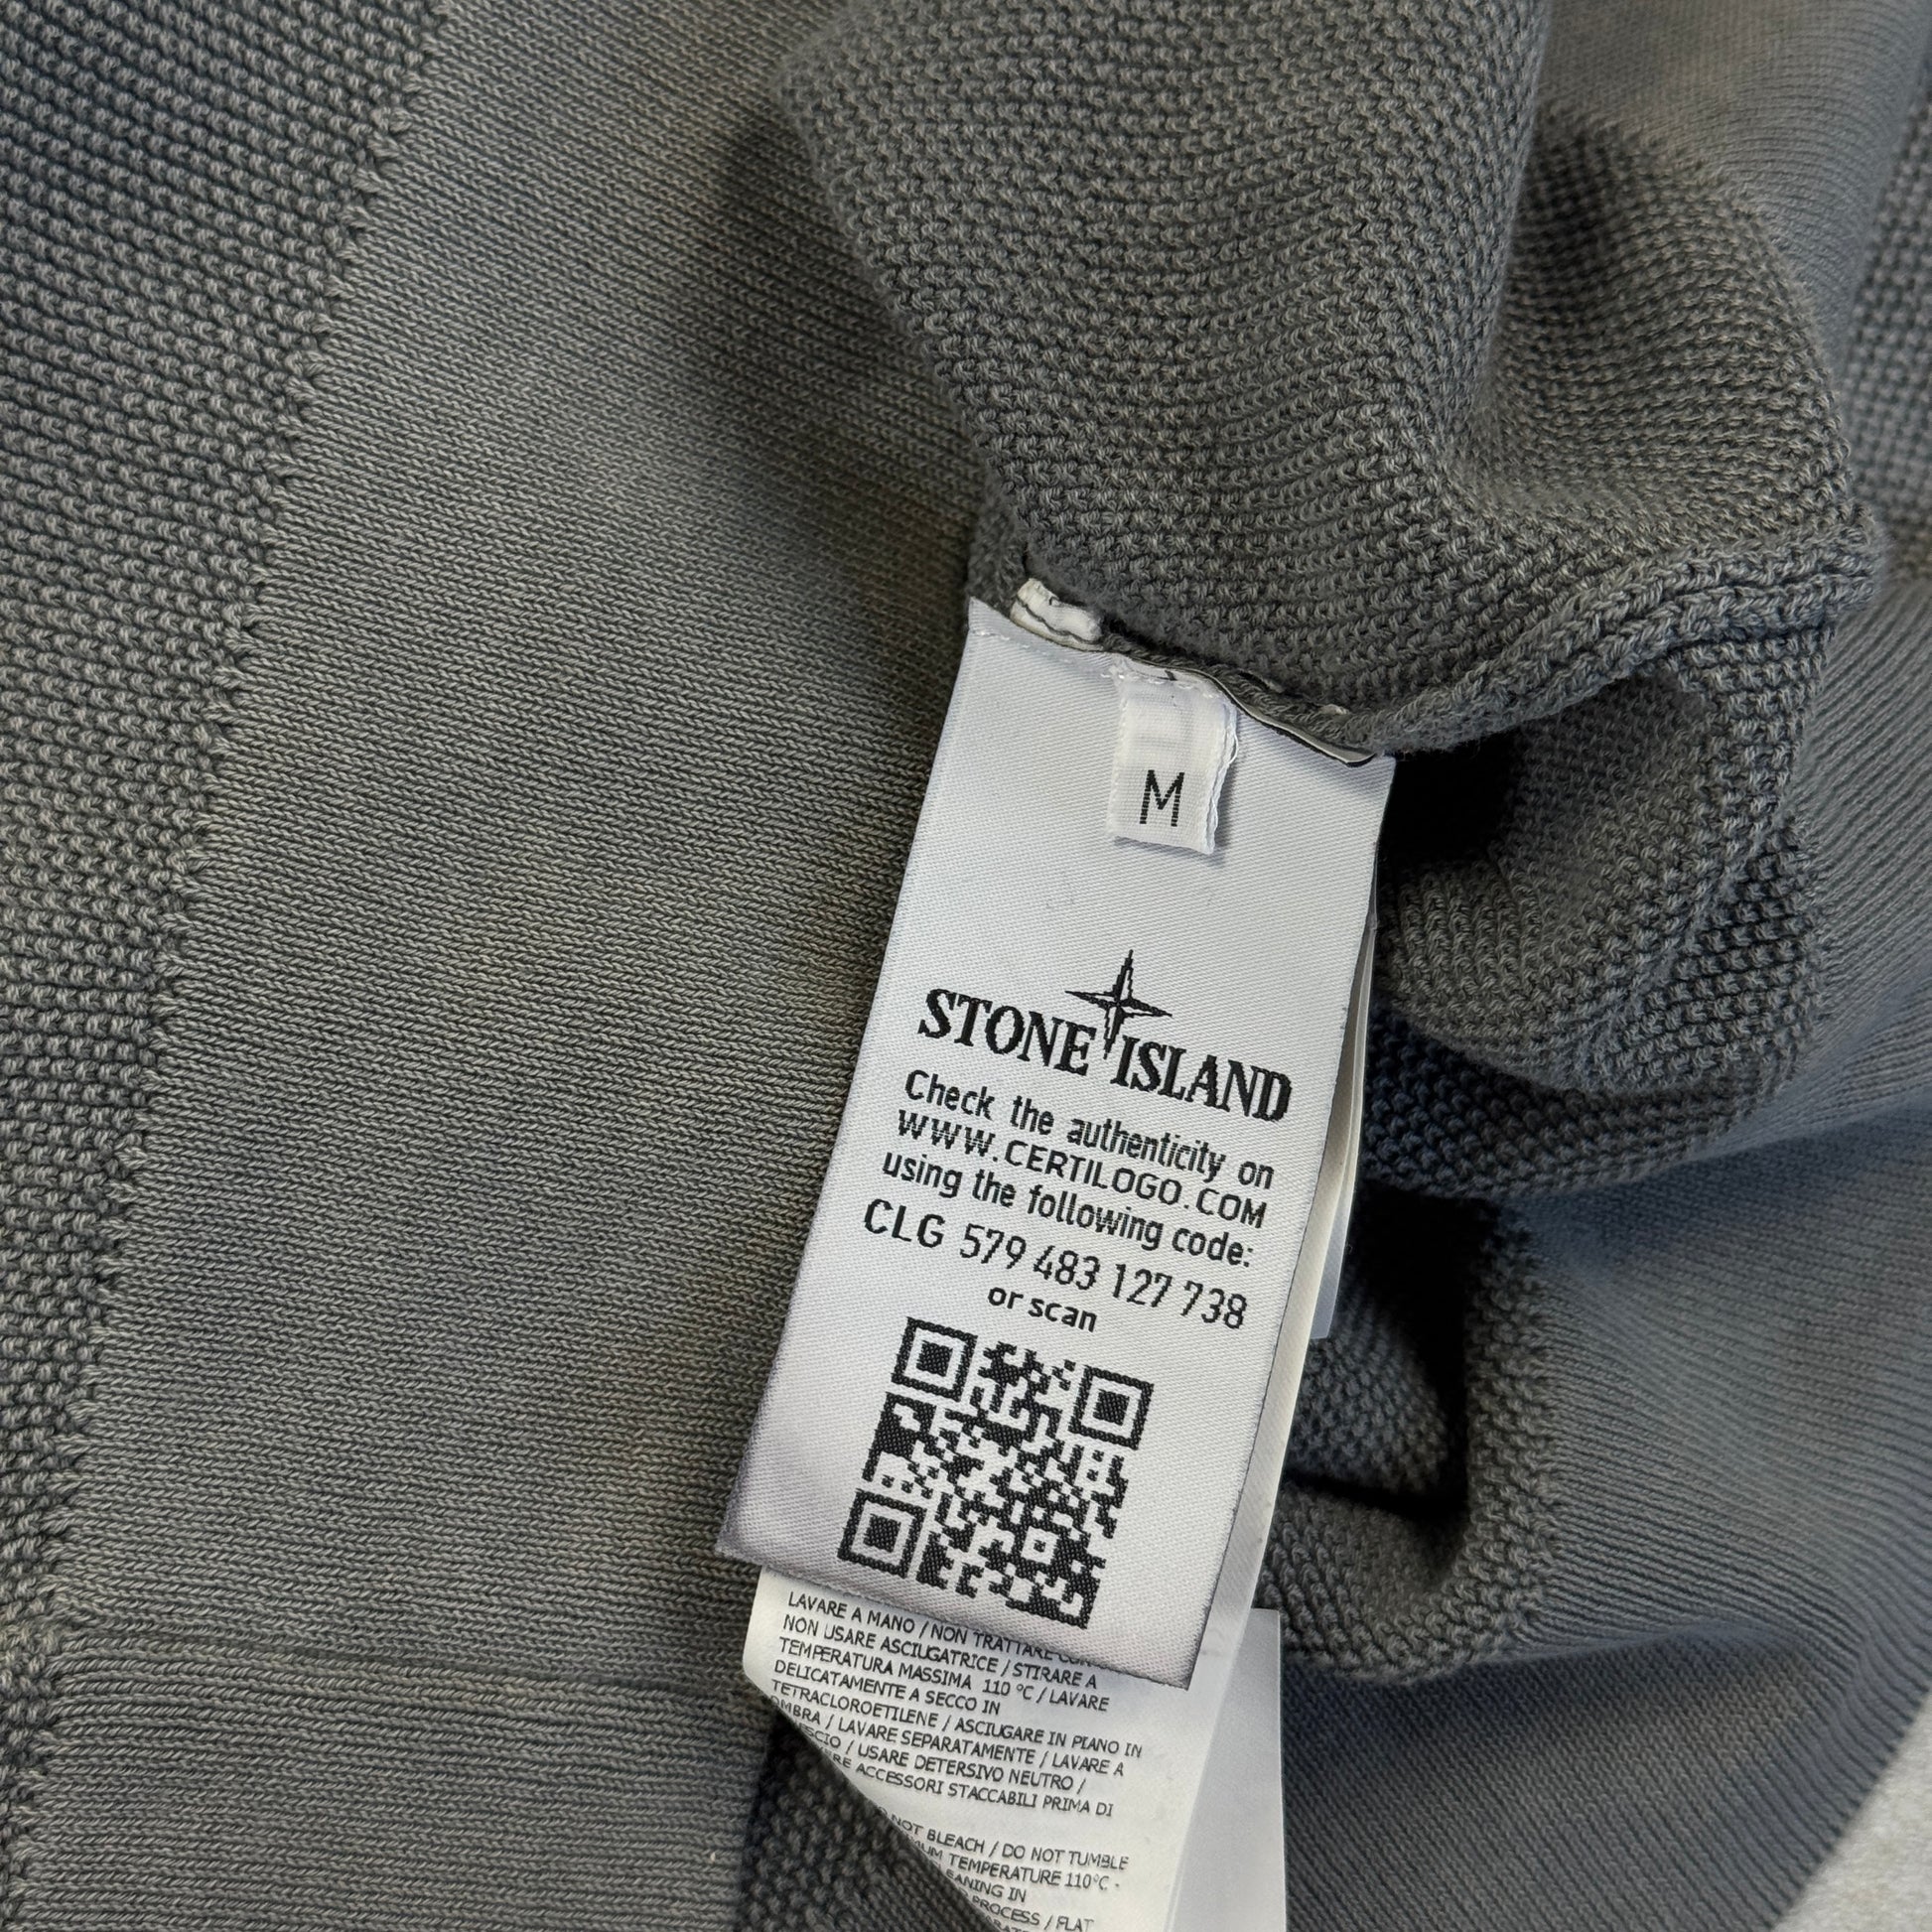 M
STONE ISLAND
Check the authenticity on
WWW.CERTILOGO.COM
using the following code:
CLG 579 483 127 738
or scan
LAVARE A MANO / NON TRATTARE
NON USARE ASCIUGATRICE / STIRARE A
TEMPERATURA MASSIMA 110 °C / LAVARE
DELICATAMENTE A SECCO IN
TETRACLOROETILENE / ASCIUGARE IN PIANO IN
/ LAVARE SEPARATAMENTE / LAVARE A
/ USARE DETERSIVO NEUTRO /
ACCESSORI STACCABILI PRIMA DI
NOT BLEACH / DO NOT TUMBLE
TEMPERATURE 110°C -
IN
PROCESS / FLAT